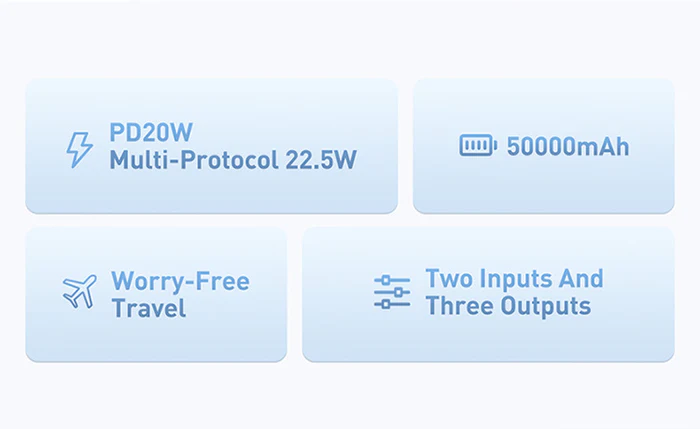 PD20W
Multi-Protocol 22.5W
50000mAh
Worry-Free
Travel
Two Inputs And
Three Outputs